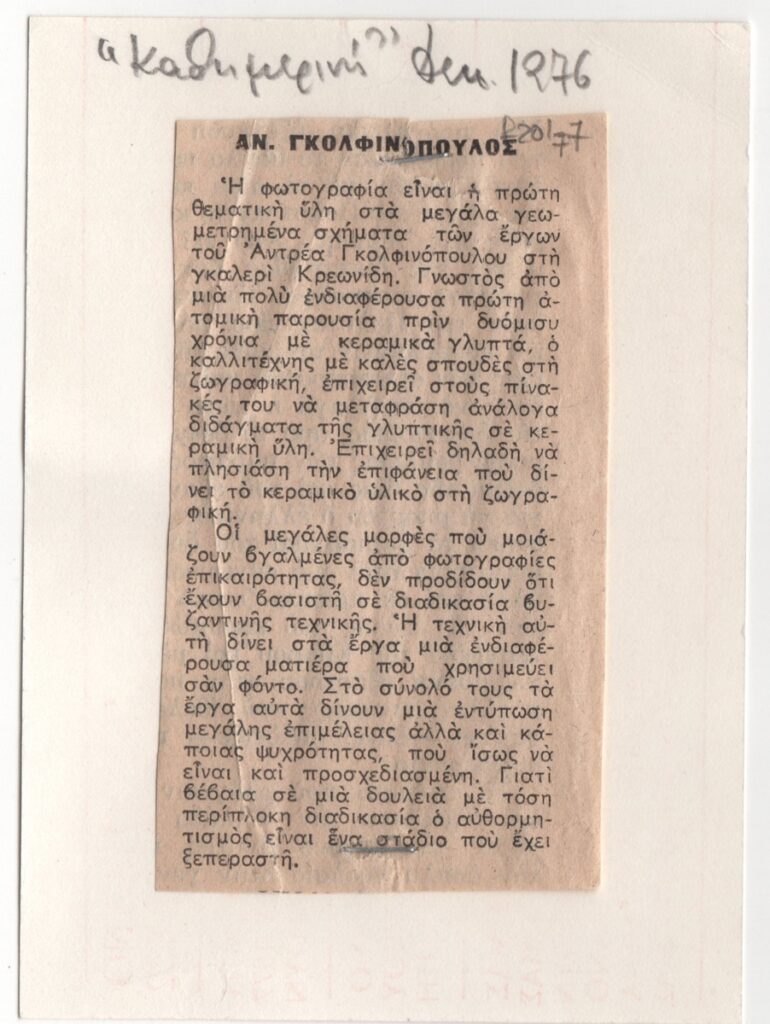 "Καθημερινή" Δεκ. 1976
ΑΝ. ΓΚΟΛΦΙΝΟΠΟΥΛΟΣ
Ἡ φωτογραφία εἶναι ἡ πρώτη
θεματικὴ ὕλη στὰ μεγάλα γεω-
μετρημένα σχήματα τῶν ἔργων
τοῦ Ἀντρέα Γκολφινόπουλου στὴ
γκαλερὶ Κρεωνίδη. Γνωστὸς ἀπὸ
μιὰ πολὺ ἐνδιαφέρουσα πρώτη ἀ-
τομικὴ παρουσία πρὶν δυόμισυ
χρόνια μὲ κεραμικὰ γλυπτά, ὁ
καλλιτέχνης μὲ καλὲς σπουδὲς στὴ
ζωγραφική, ἐπιχειρεῖ στοὺς πίνα-
κές του νὰ μεταφράση ἀνάλογα
διδάγματα τῆς γλυπτικῆς σὲ κε-
ραμικὴ ὕλη. Ἐπιχειρεῖ δηλαδὴ νὰ
πλησιάση τὴν ἐπιφάνεια ποὺ δί-
νει τὸ κεραμικὸ ὑλικὸ στὴ ζωγρα-
φική.
Οἱ μεγάλες μορφὲς ποὺ μοιά-
ζουν βγαλμένες ἀπὸ φωτογραφίες
ἐπικαιρότητας, δὲν προδίδουν ὅτι
ἔχουν βασιστῆ σὲ διαδικασία βυ-
ζαντινῆς τεχνικῆς. Ἡ τεχνικὴ αὐ-
τὴ δίνει στὰ ἔργα μιὰ ἐνδιαφέ-
ρουσα ματιέρα ποὺ χρησιμεύει
σὰν φόντο. Στὸ σύνολό τους τὰ
ἔργα αὐτὰ δίνουν μιὰ ἐντύπωση
μεγάλης ἐπιμέλειας ἀλλὰ καὶ κά-
ποιας ψυχρότητας, ποὺ ἴσως νὰ
εἶναι καὶ προσχεδιασμένη. Γιατὶ
βέβαια σὲ μιὰ δουλειὰ μὲ τόση
περίπλοκη διαδικασία ὁ αὐθορμη-
τισμὸς εἶναι ἕνα στάδιο ποὺ ἔχει
ξεπεραστῆ.